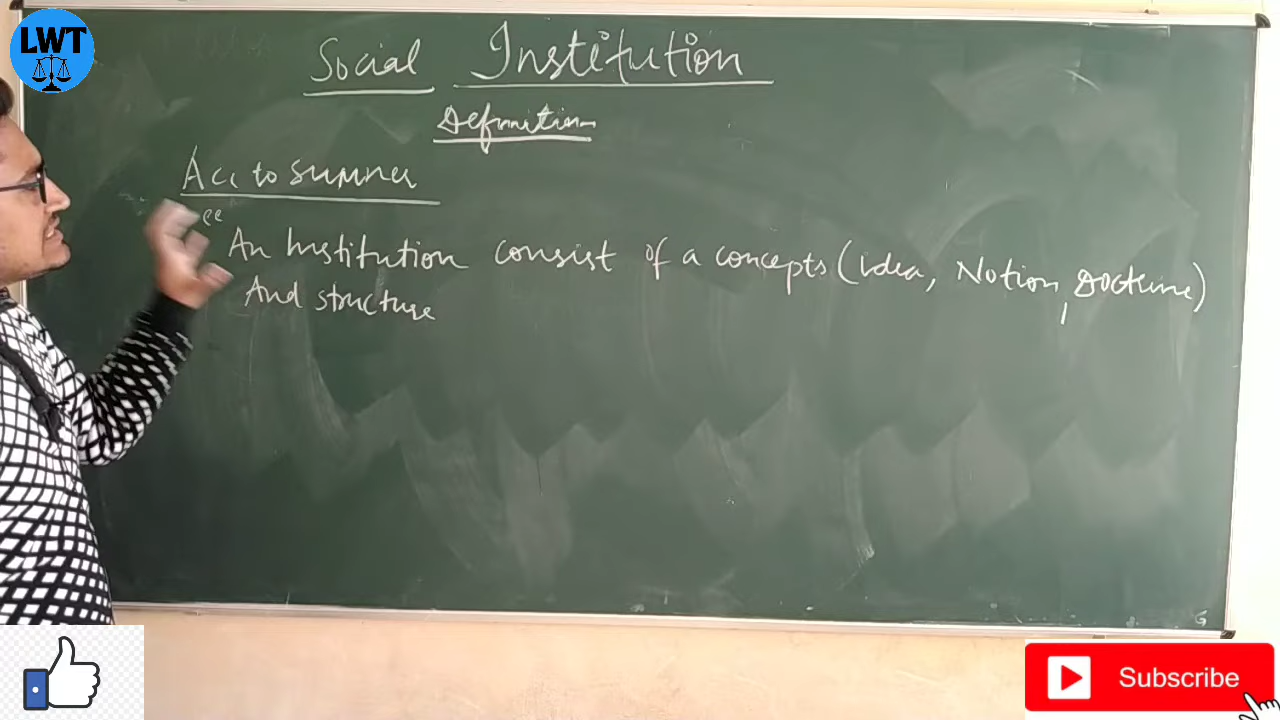 LWT
Social Institution
Definition
Acc to Sumner
“ An Institution consist of a concepts (Idea, Notion, Doctrine)
And structure
Subscribe